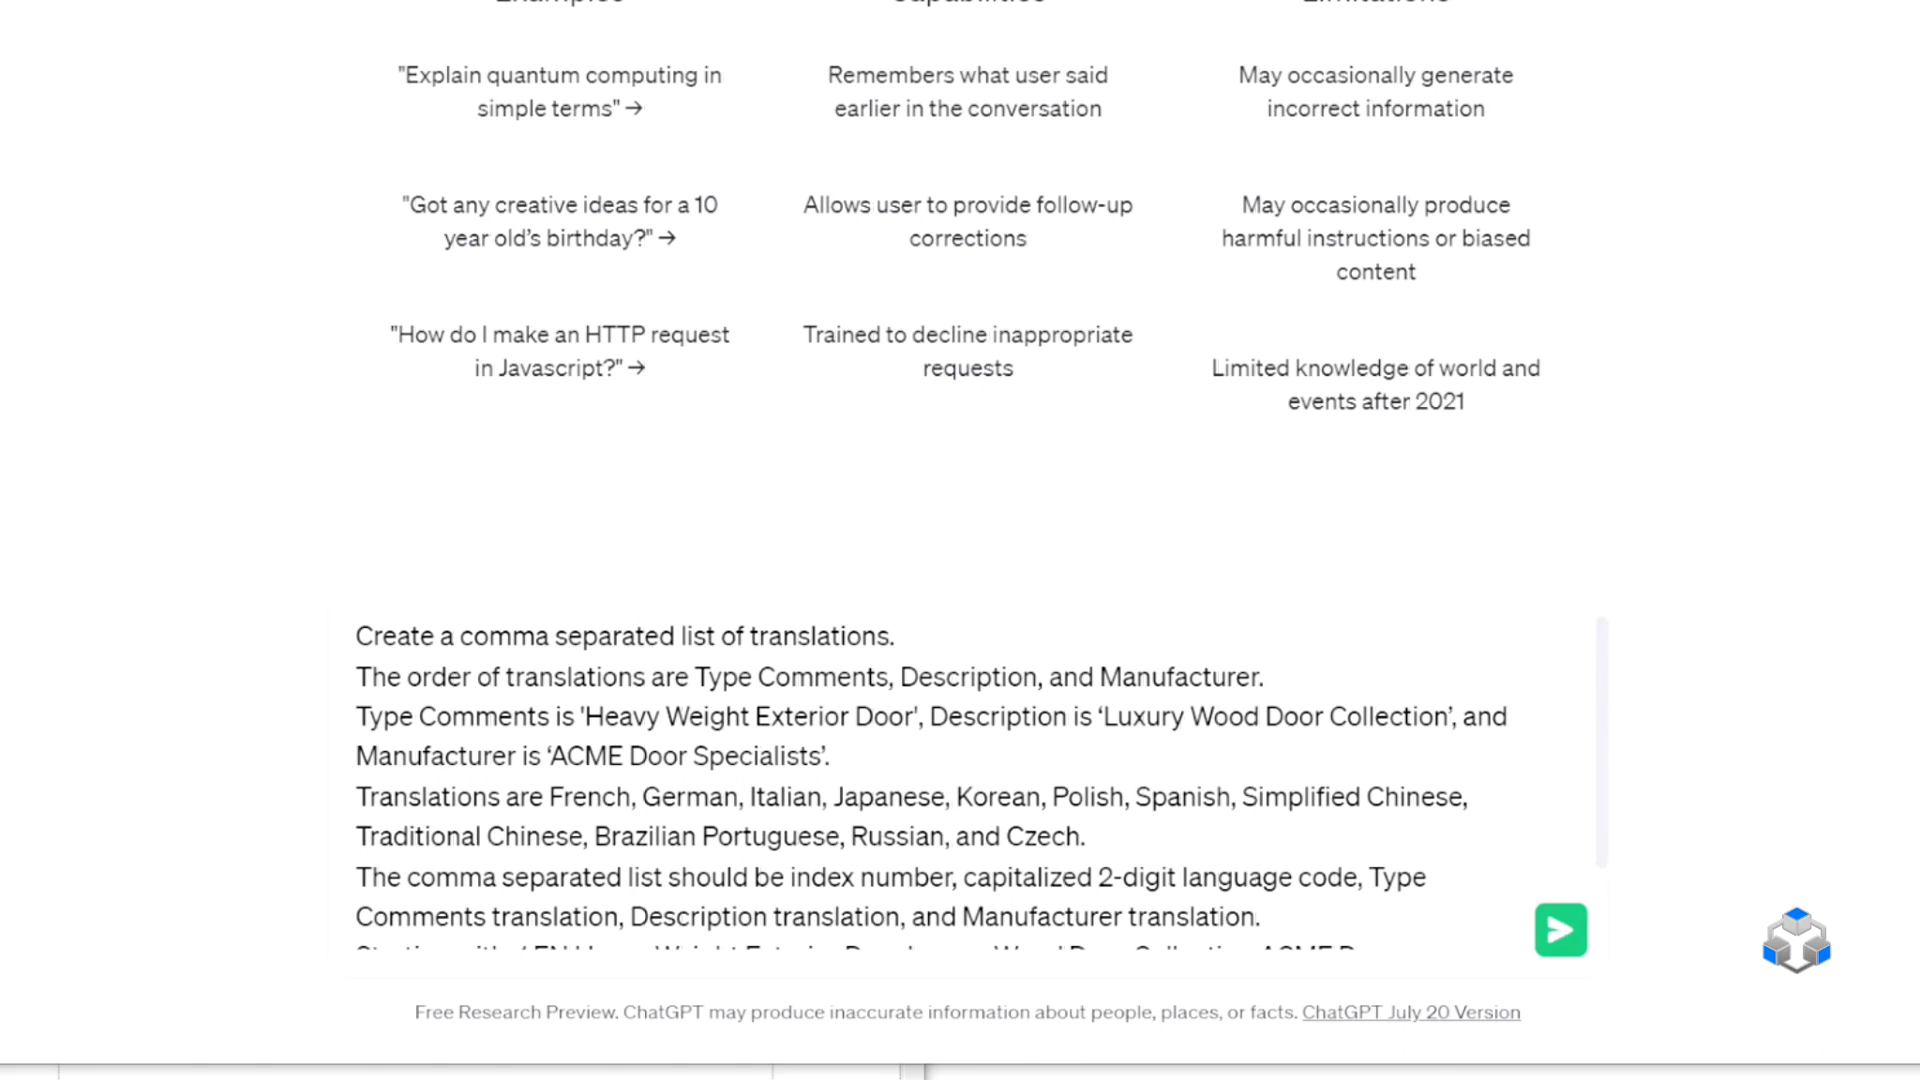 Examples
Capabilities
Limitations
"Explain quantum computing in
simple terms" →
Remembers what user said
earlier in the conversation
May occasionally generate
incorrect information
"Got any creative ideas for a 10
year old's birthday?" →
Allows user to provide follow-up
corrections
May occasionally produce
harmful instructions or biased
content
"How do I make an HTTP request
in Javascript?" →
Trained to decline inappropriate
requests
Limited knowledge of world and
events after 2021
Create a comma separated list of translations.
The order of translations are Type Comments, Description, and Manufacturer.
Type Comments is 'Heavy Weight Exterior Door', Description is ‘Luxury Wood Door Collection’, and
Manufacturer is ‘ACME Door Specialists’.
Translations are French, German, Italian, Japanese, Korean, Polish, Spanish, Simplified Chinese,
Traditional Chinese, Brazilian Portuguese, Russian, and Czech.
The comma separated list should be index number, capitalized 2-digit language code, Type
Comments translation, Description translation, and Manufacturer translation.
Free Research Preview. ChatGPT may produce inaccurate information about people, places, or facts. ChatGPT July 20 Version